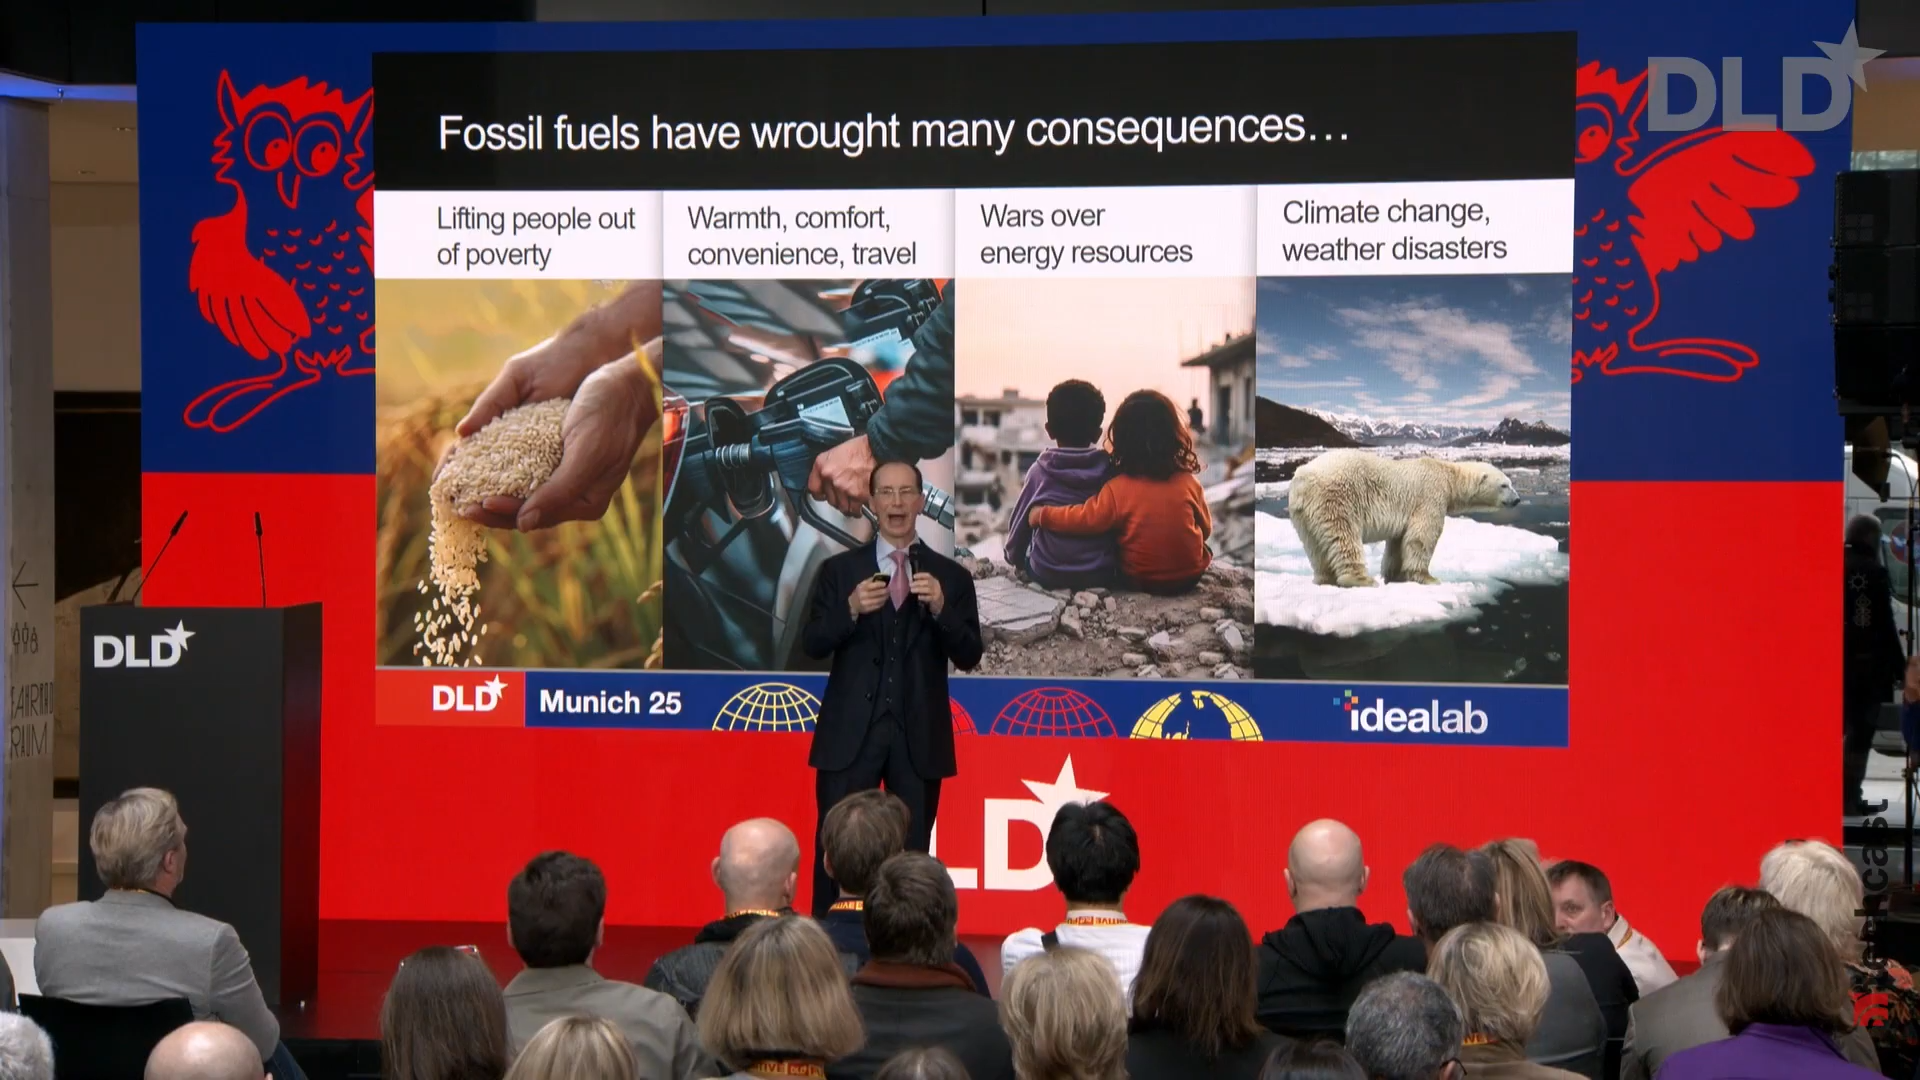 DLD
Fossil fuels have wrought many consequences…
Lifting people out
of poverty
Warmth, comfort,
convenience, travel
Wars over
energy resources
Climate change,
weather disasters
DLD
DLD
Munich 25
idealab
LD